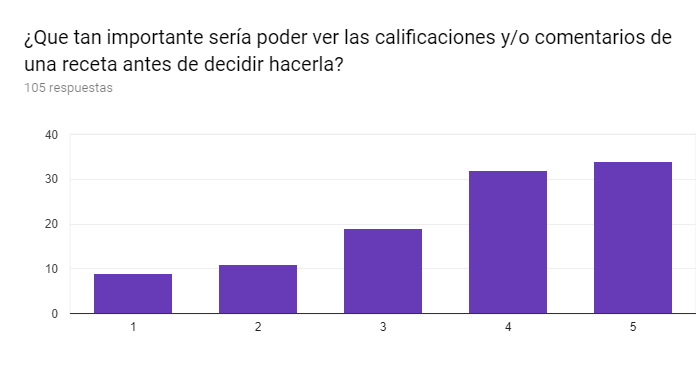 ¿Que tan importante sería poder ver las calificaciones y/o comentarios de
una receta antes de decidir hacerla?
105 respuestas
40
30
20
10
0
1 2 3 4 5